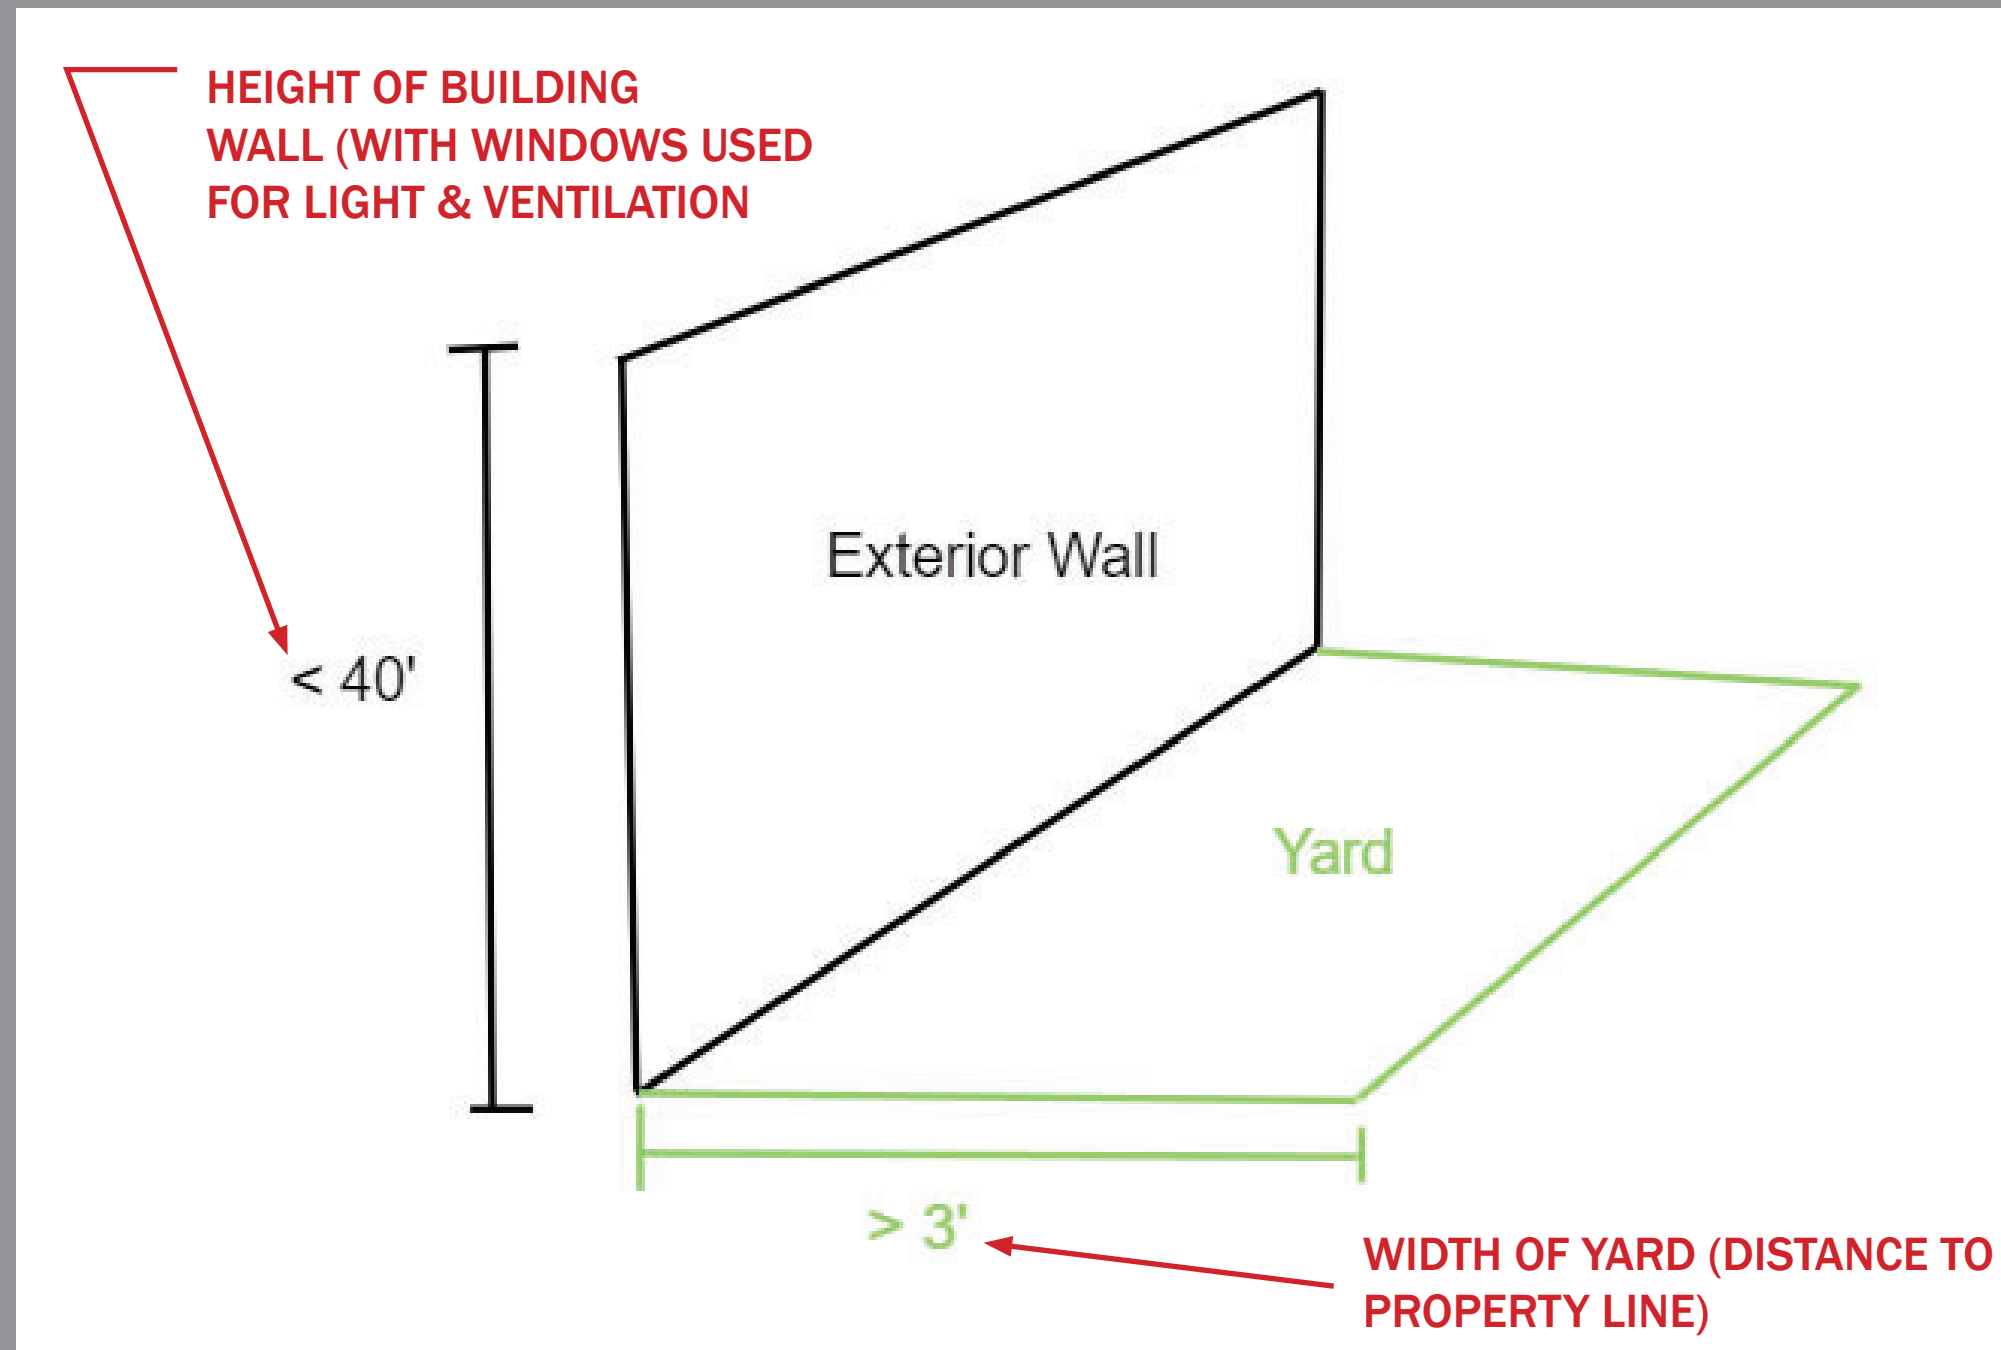 HEIGHT OF BUILDING
WALL (WITH WINDOWS USED
FOR LIGHT & VENTILATION
Exterior Wall
< 40'
Yard
> 3'
WIDTH OF YARD (DISTANCE TO
PROPERTY LINE)